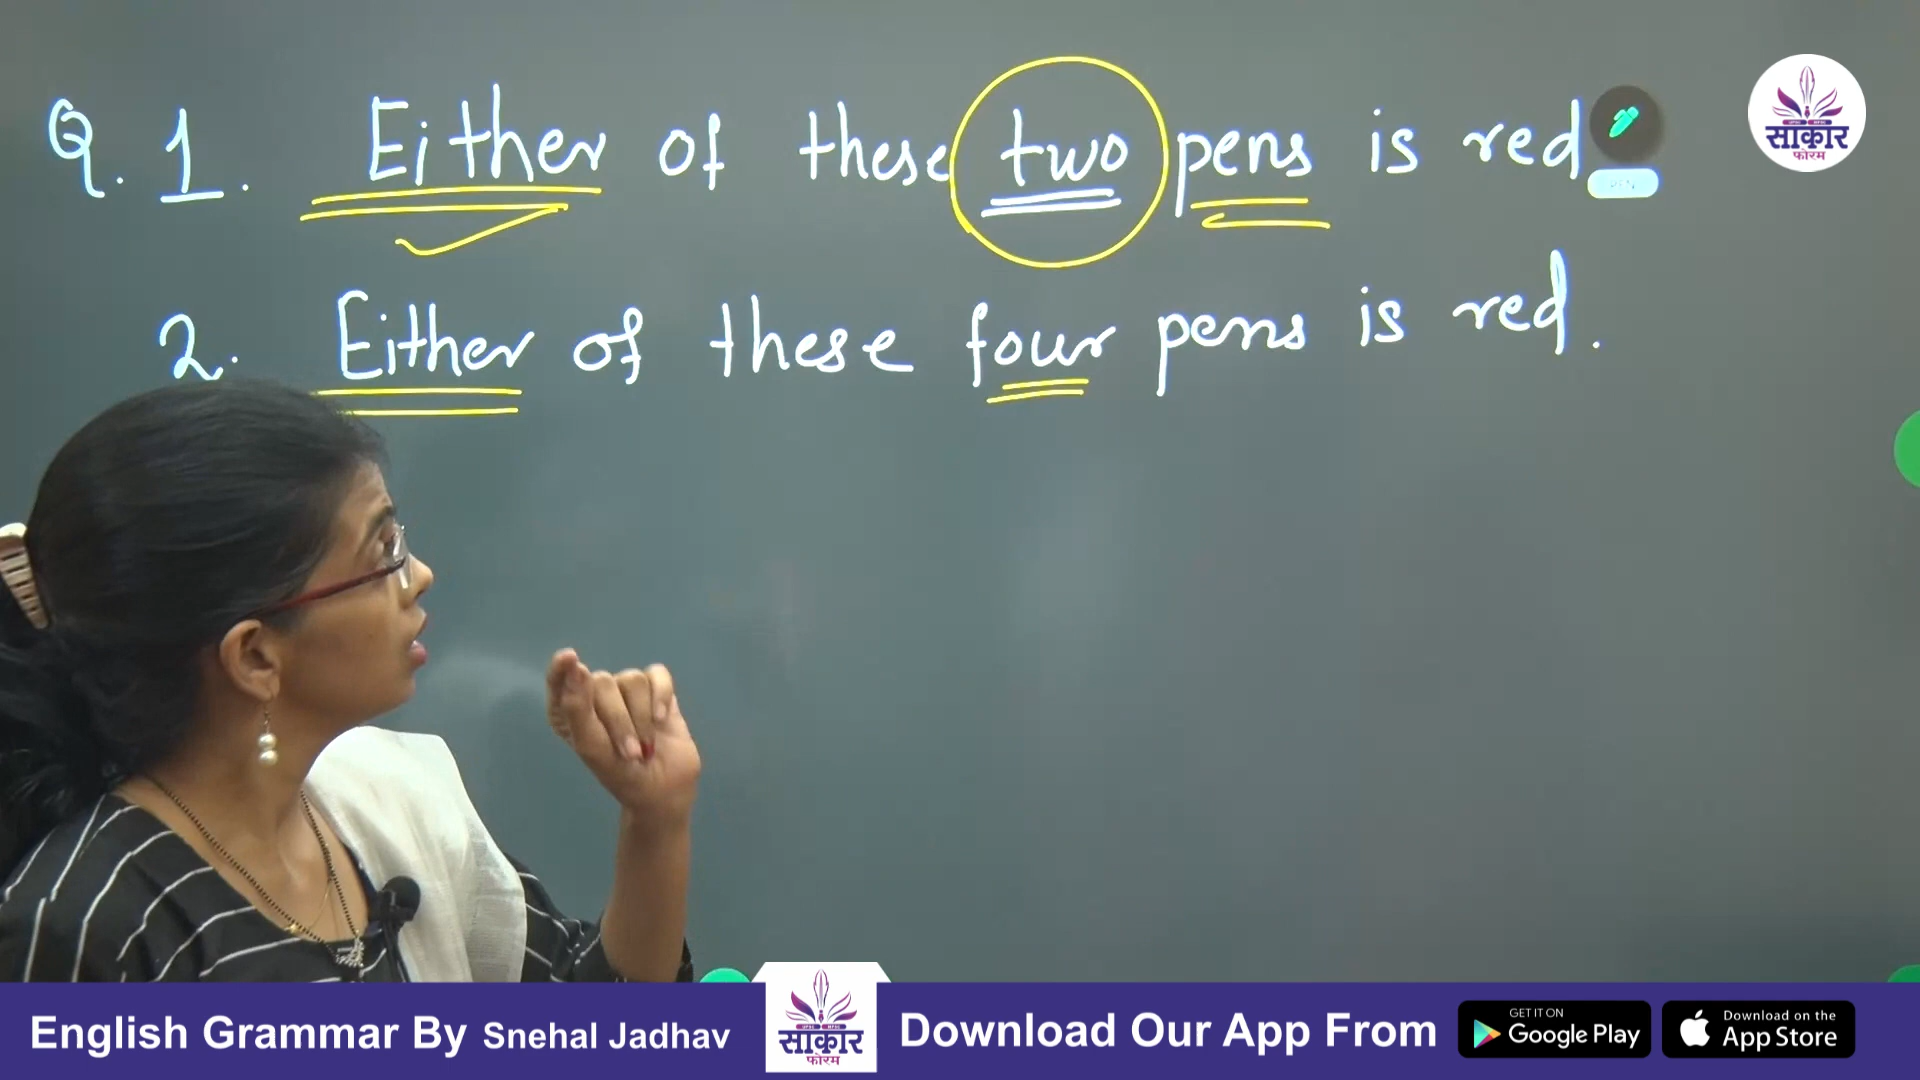 Q. 1. Either of these two pens is red
PEN
साकार
फोरम
2. Either of these four pens is red.
English Grammar By Snehal Jadhav
साकार
फोरम
Download Our App From
GET IT ON
Google Play
Download on the
App Store